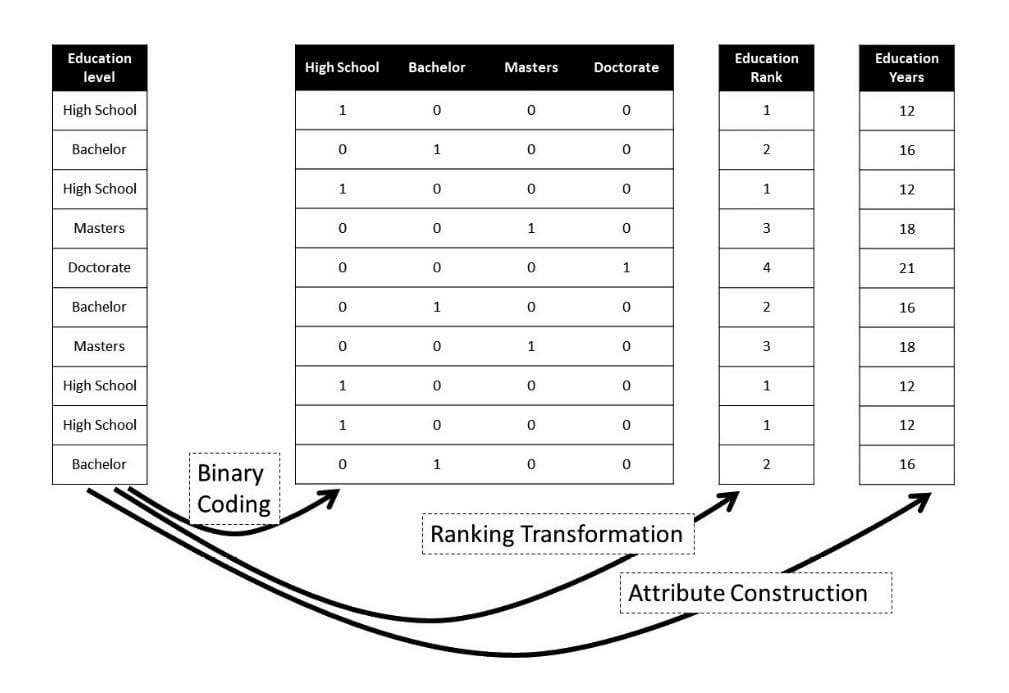 Education level High School Bachelor Masters Doctorate Education Rank Education Years
High School 1 0 0 0 1 12
Bachelor 0 1 0 0 2 16
High School 1 0 0 0 1 12
Masters 0 0 1 0 3 18
Doctorate 0 0 0 1 4 21
Bachelor 0 1 0 0 2 16
Masters 0 0 1 0 3 18
High School 1 0 0 0 1 12
High School 1 0 0 0 1 12
Bachelor 0 1 0 0 2 16
Binary
Coding
Ranking Transformation
Attribute Construction